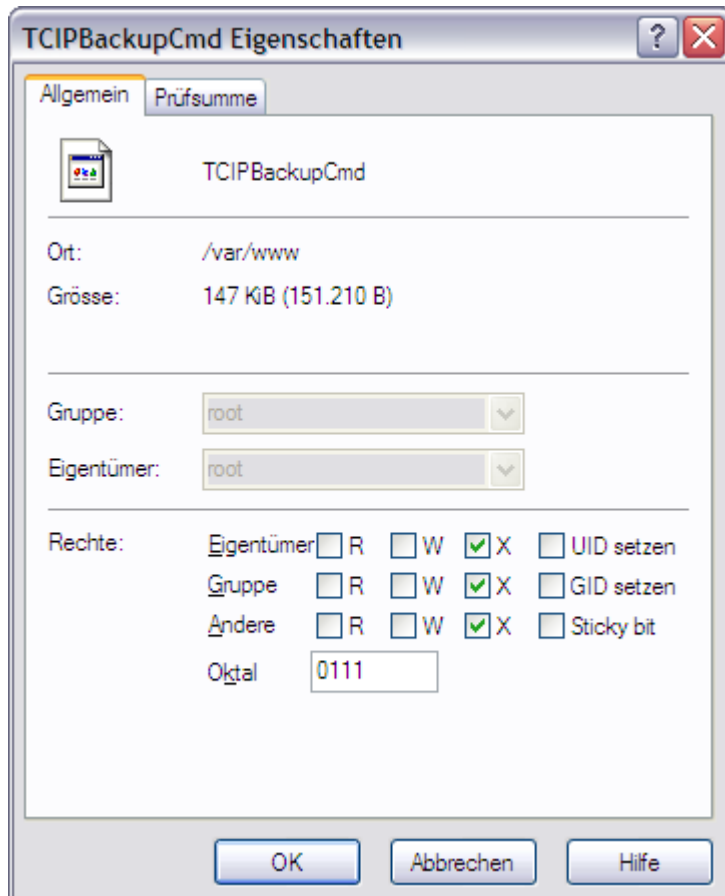 TCIPBackupCmd Eigenschaften
Allgemein Prüfsumme
TCIPBackupCmd
Ort: /var/www
Grösse: 147 KiB (151.210 B)
Gruppe: root
Eigentümer: root
Rechte: Eigentümer R W X UID setzen
Gruppe R W X GID setzen
Andere R W X Sticky bit
Oktal 0111
OK Abbrechen Hilfe